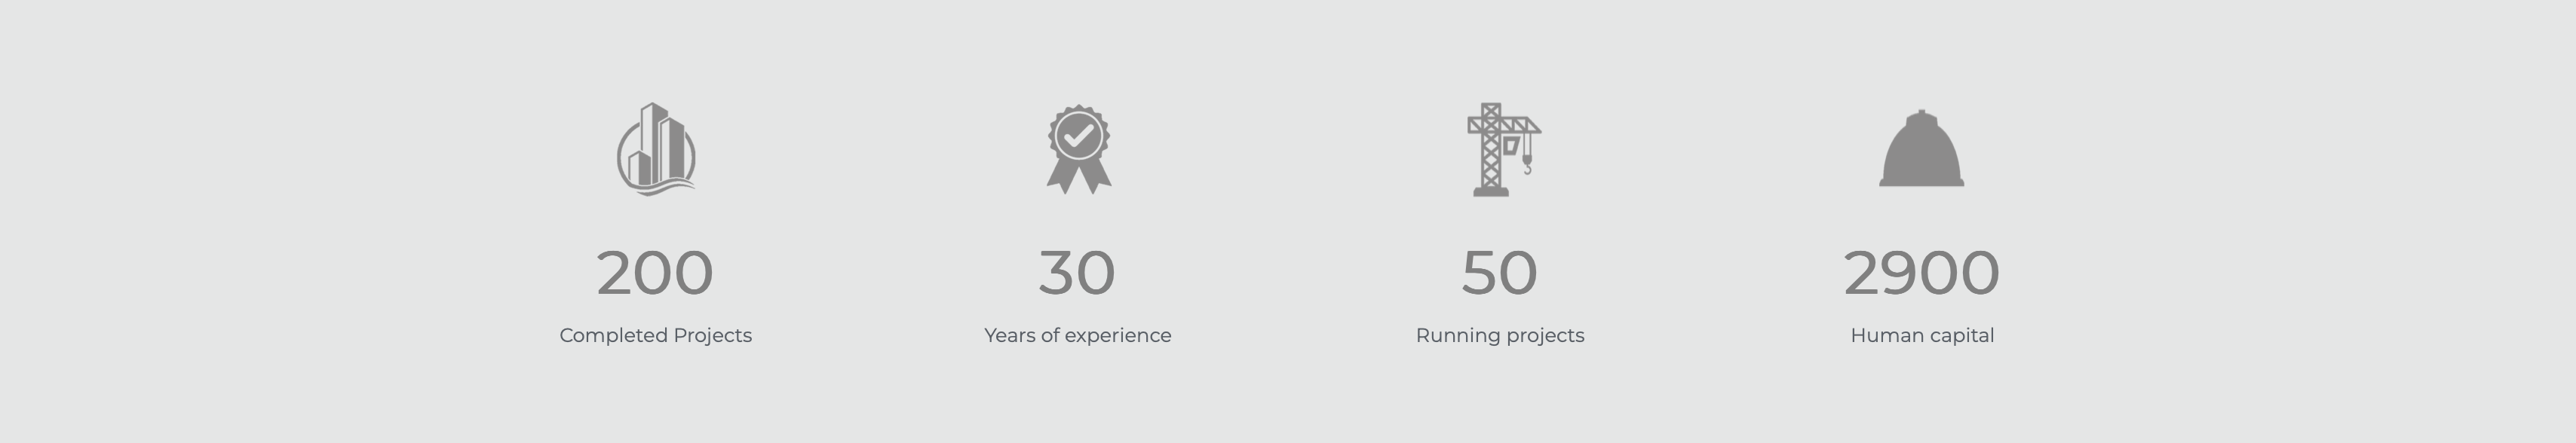 200
Completed Projects
30
Years of experience
50
Running projects
2900
Human capital